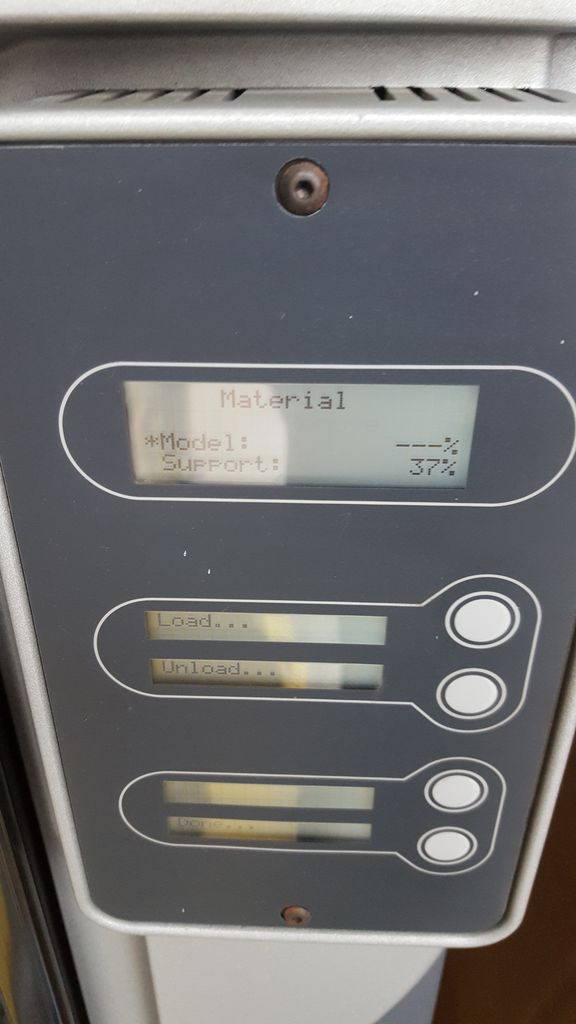 Material
*Model: ---%
Support: 37%
Load...
Unload...
Done...